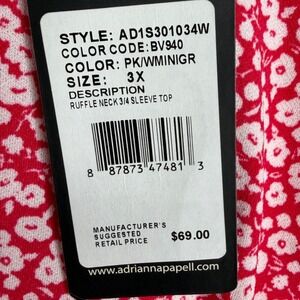 STYLE: AD1S301034W
COLOR CODE: BV940
COLOR: PK/WMINIGR
SIZE: 3X
DESCRIPTION
RUFFLE NECK 3/4 SLEEVE TOP
8 87873 47481 3
MANUFACTURER'S
SUGGESTED
RETAIL PRICE $69.00
www.adriannapapell.com